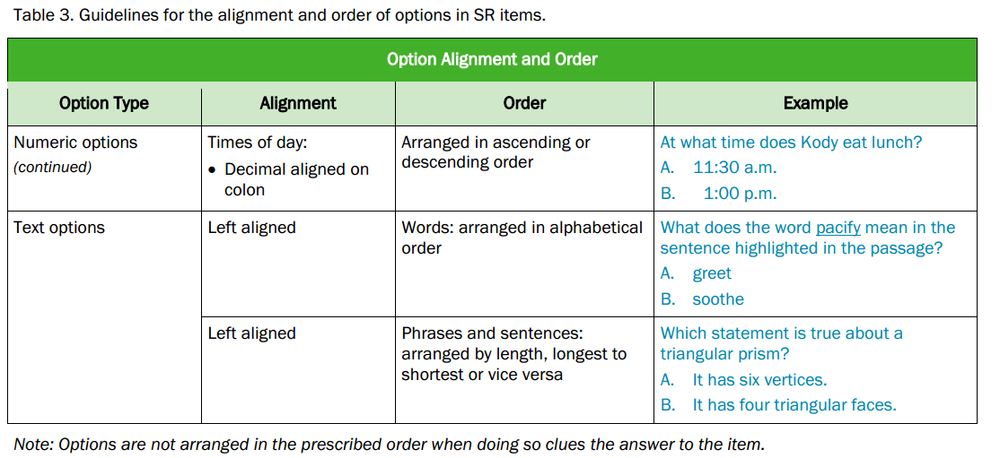 Table 3. Guidelines for the alignment and order of options in SR items.
Option Alignment and Order
Option Type Alignment Order Example
Numeric options
(continued)
Times of day:
• Decimal aligned on
colon
Arranged in ascending or
descending order
At what time does Kody eat lunch?
A. 11:30 a.m.
B. 1:00 p.m.
Text options
Left aligned
Words: arranged in alphabetical
order
What does the word pacify mean in the
sentence highlighted in the passage?
A. greet
B. soothe
Left aligned
Phrases and sentences:
arranged by length, longest to
shortest or vice versa
Which statement is true about a
triangular prism?
A. It has six vertices.
B. It has four triangular faces.
Note: Options are not arranged in the prescribed order when doing so clues the answer to the item.